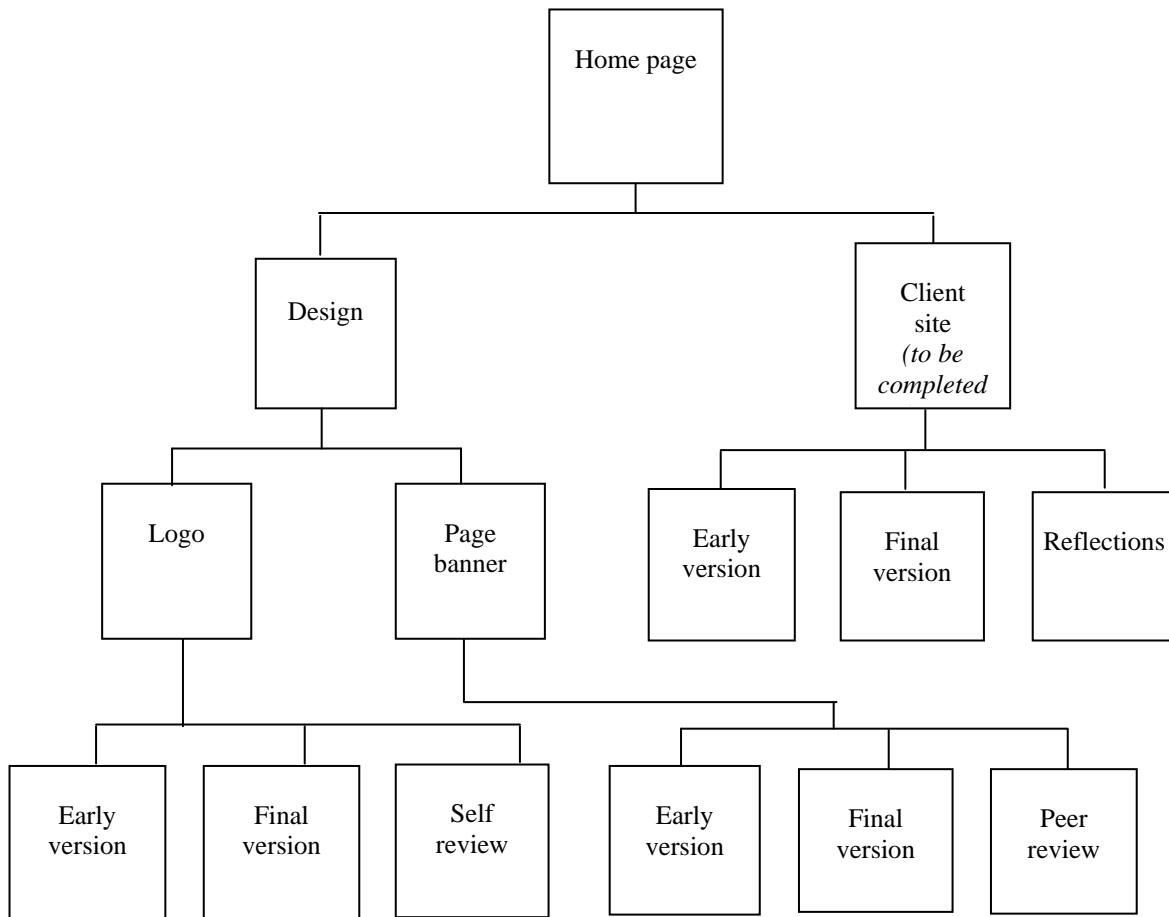 Home page
Design
Client
site
(to be
completed
Logo
Page
banner
Early
version
Final
version
Reflections
Early
version
Final
version
Self
review
Early
version
Final
version
Peer
review